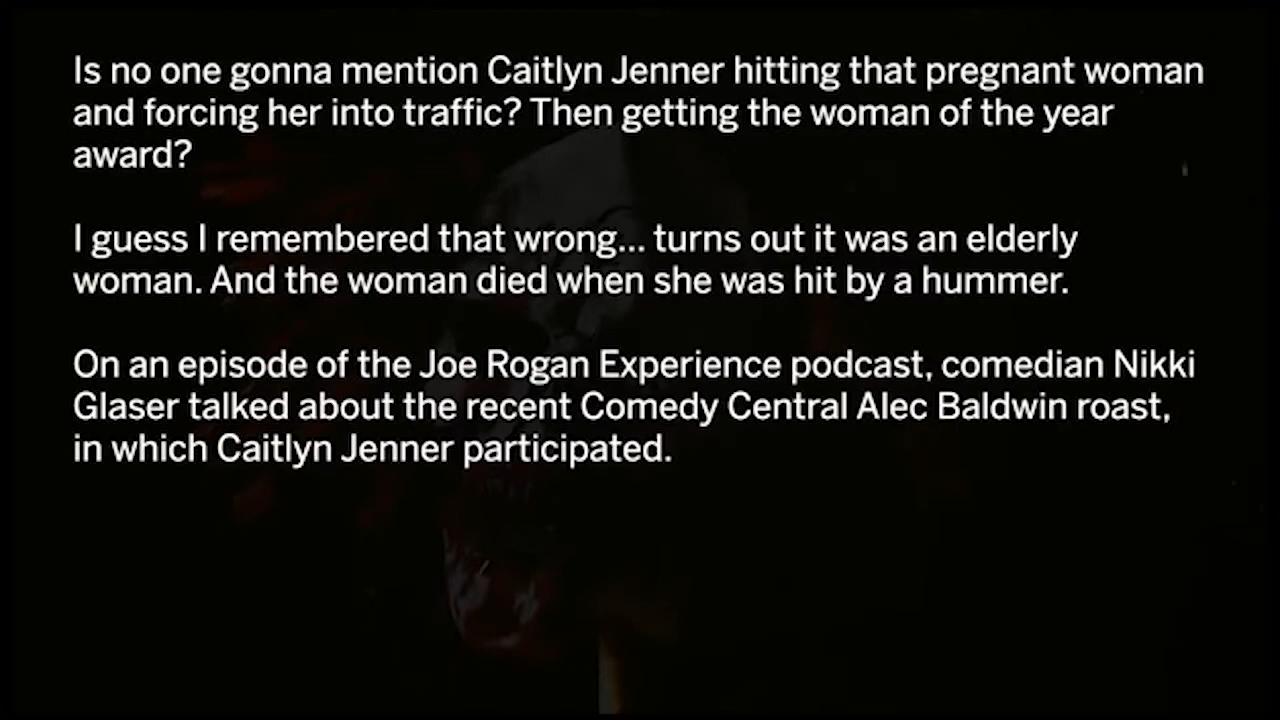 Is no one gonna mention Caitlyn Jenner hitting that pregnant woman
and forcing her into traffic? Then getting the woman of the year
award?
I guess I remembered that wrong... turns out it was an elderly
woman. And the woman died when she was hit by a hummer.
On an episode of the Joe Rogan Experience podcast, comedian Nikki
Glaser talked about the recent Comedy Central Alec Baldwin roast,
in which Caitlyn Jenner participated.